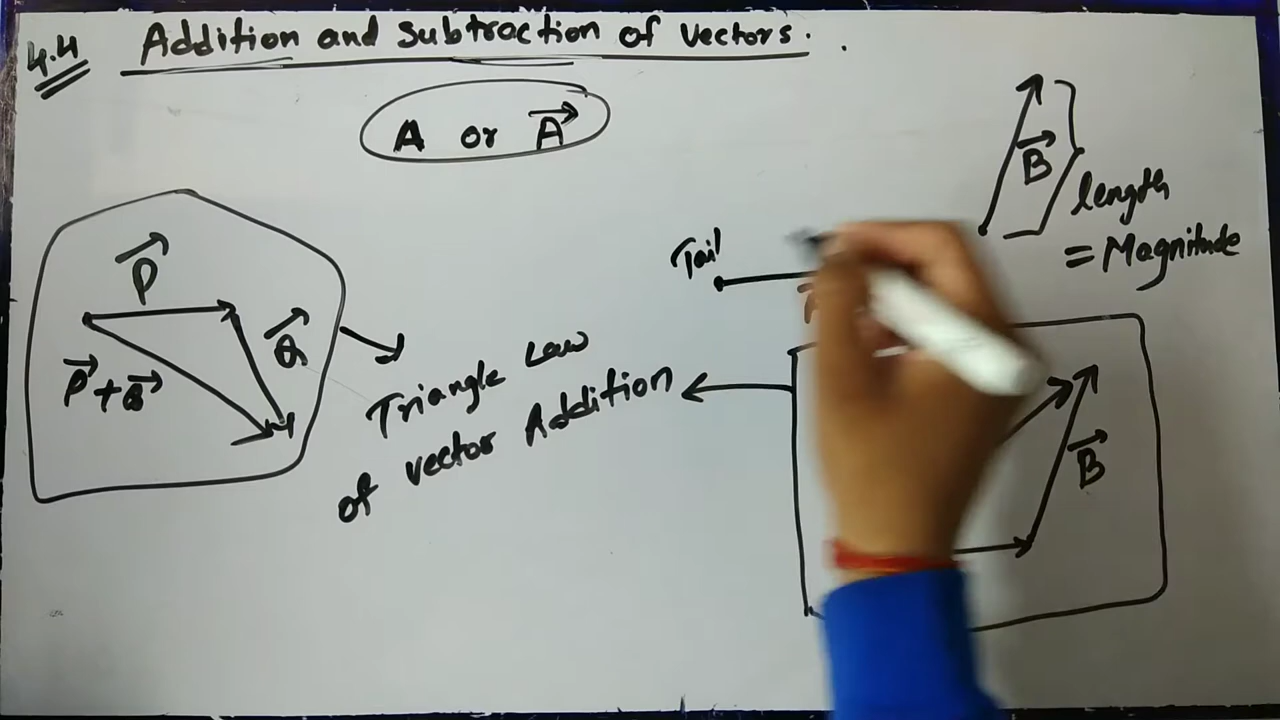 4.4 Addition and subtraction of vectors.
A or A
B
length
= Magnitude
Tail
P
Q
P + Q
Triangle Law
of vector Addition
B